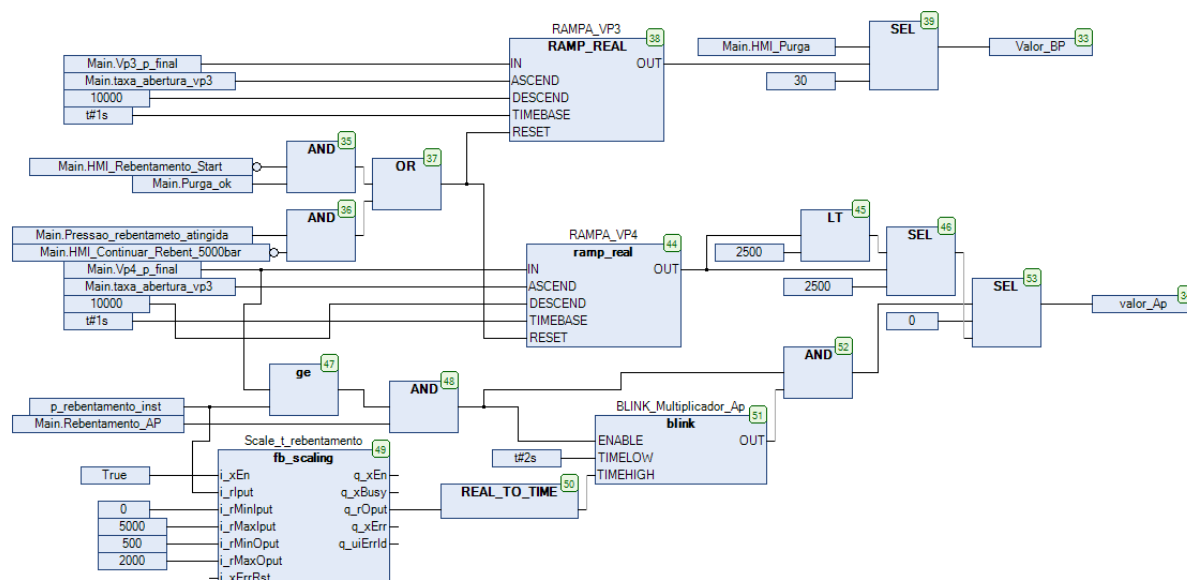 RAMPA_VP3
RAMP_REAL 38
IN OUT
ASCEND
DESCEND
TIMEBASE
RESET
Main.Vp3_p_final
Main.taxa_abertura_vp3
10000
t#1s
Main.HMI_Purga
30
SEL 39
Valor_BP 33
Main.HMI_Rebentamento_Start
Main.Purga_ok
AND 35
OR 37
Main.Pressao_rebentameto_atingida
Main.HMI_Continuar_Rebent_5000bar
AND 36
Main.Vp4_p_final
Main.taxa_abertura_vp3
10000
t#1s
RAMPA_VP4
ramp_real 44
IN OUT
ASCEND
DESCEND
TIMEBASE
RESET
2500
LT 45
2500
SEL 46
0
SEL 53
valor_Ap
ge 47
p_rebentamento_inst
Main.Rebentamento_AP
AND 48
AND 52
BLINK_Multiplicador_Ap
blink 51
ENABLE OUT
TIMELOW
TIMEHIGH
t#2s
REAL_TO_TIME 50
Scale_t_rebentamento
fb_scaling 49
i_xEn q_xEn
i_rIput q_xBusy
i_rMinIput q_rOput
i_rMaxIput q_xErr
i_rMinOput q_uiErrId
i_rMaxOput
i_xErrRst
True
0
5000
500
2000